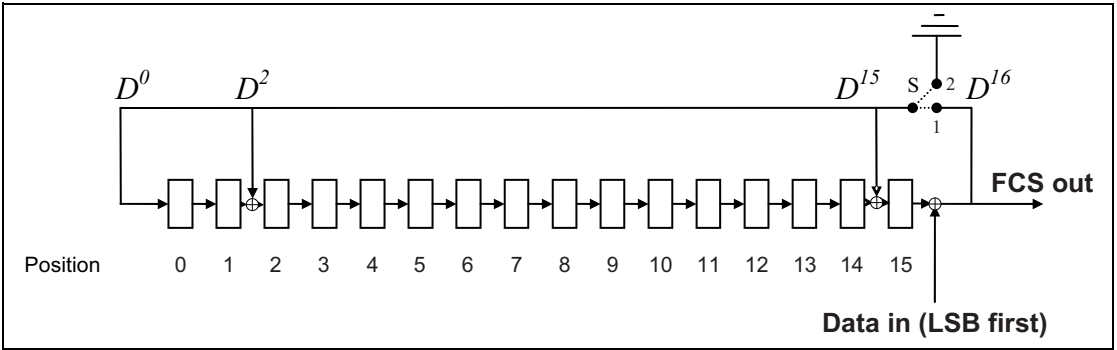 D^0 D^2 D^15 S 2 D^16
1
FCS out
Position 0 1 2 3 4 5 6 7 8 9 10 11 12 13 14 15
Data in (LSB first)